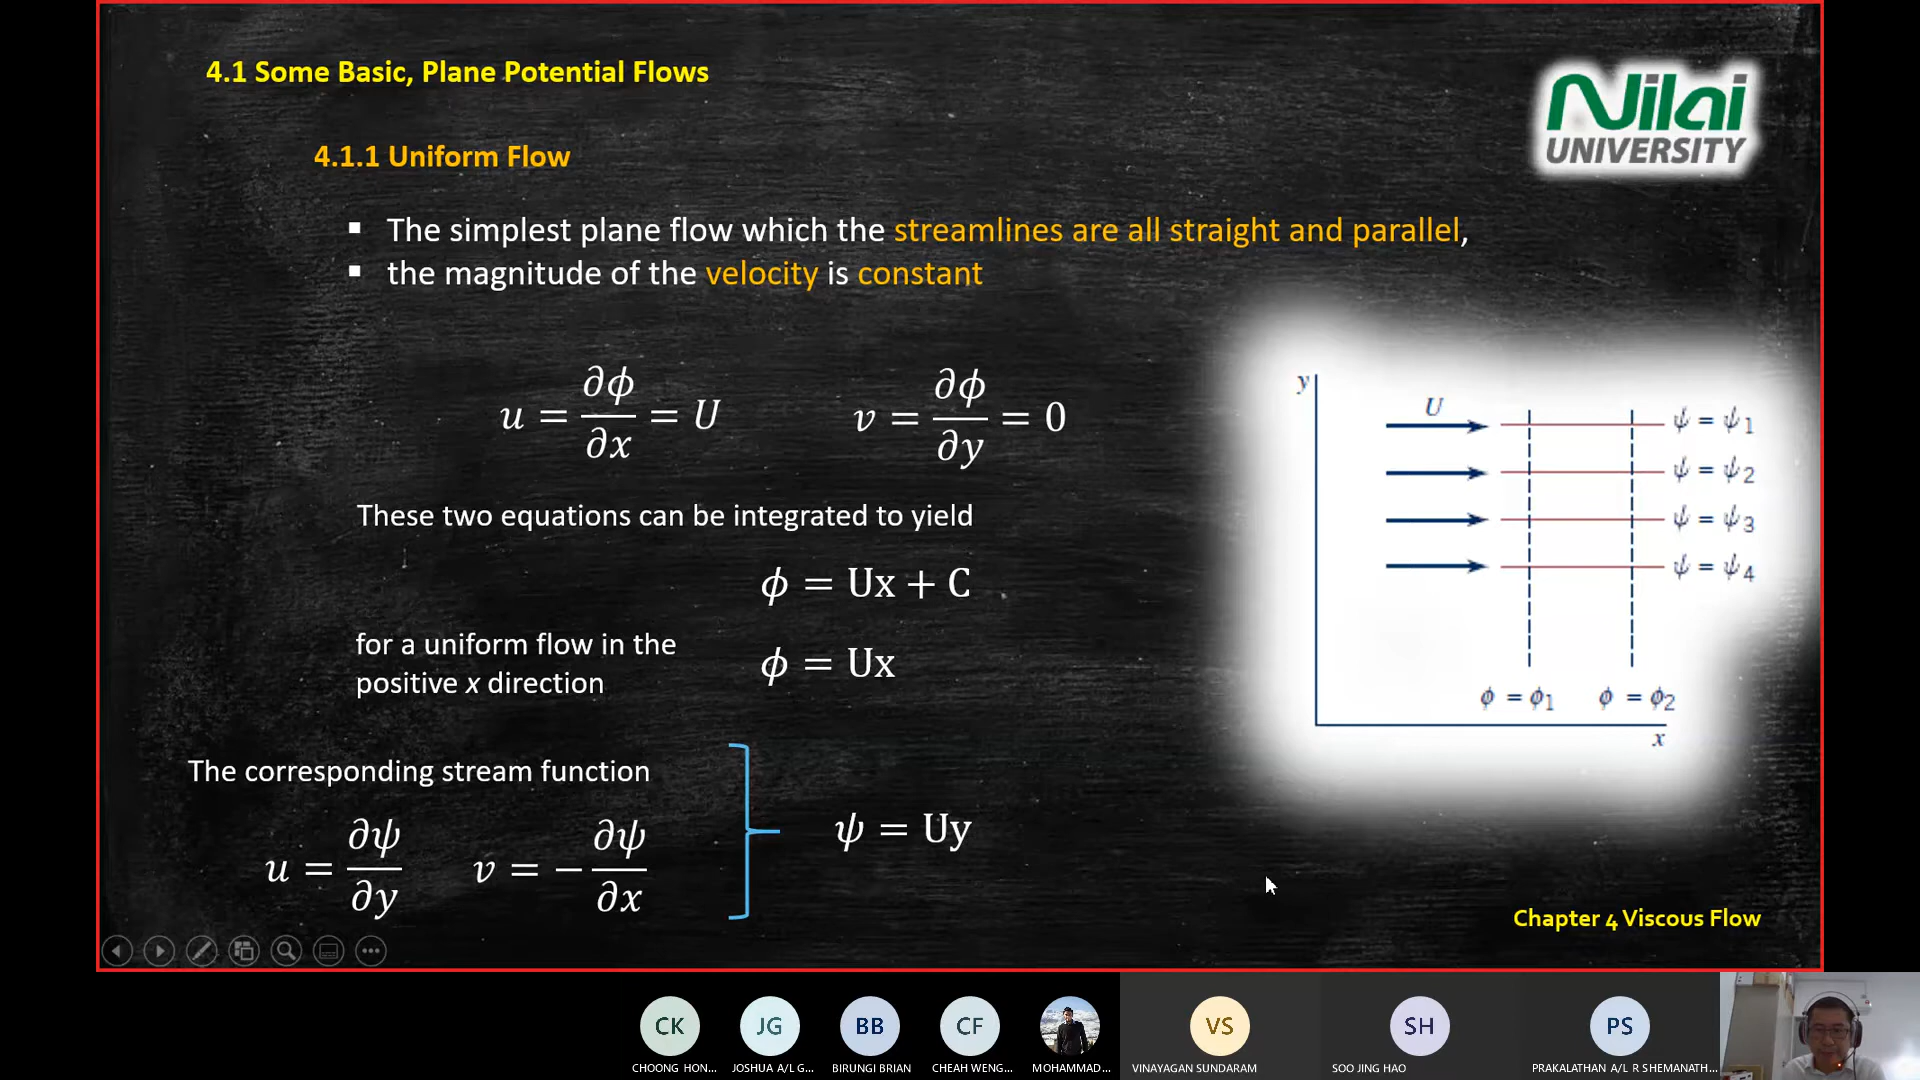 4.1 Some Basic, Plane Potential Flows
Nilai
UNIVERSITY
4.1.1 Uniform Flow
▪ The simplest plane flow which the streamlines are all straight and parallel,
▪ the magnitude of the velocity is constant
u = ∂ϕ/∂x = U
v = ∂ϕ/∂y = 0
These two equations can be integrated to yield
ϕ = Ux + C
for a uniform flow in the
positive x direction
ϕ = Ux
The corresponding stream function
u = ∂ψ/∂y
v = −∂ψ/∂x
ψ = Uy
y
U
ψ = ψ1
ψ = ψ2
ψ = ψ3
ψ = ψ4
ϕ = ϕ1
ϕ = ϕ2
x
Chapter 4 Viscous Flow
CK
JG
BB
CF
VS
SH
PS
CHOONG HON...
JOSHUA A/L G...
BIRUNGI BRIAN
CHEAH WENG...
MOHAMMAD...
VINAYAGAN SUNDARAM
SOO JING HAO
PRAKALATHAN A/L R SHEMANATH...